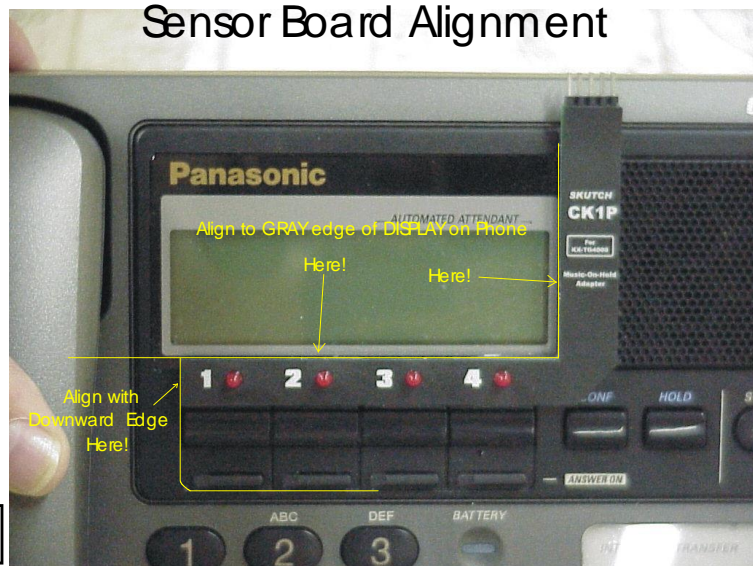 Sensor Board Alignment
Panasonic
AUTOMATED ATTENDANT
Align to GRAY edge of DISPLAY on Phone
Here!
Here!
SKUTCH
CK1P
For
KX-TG4000
Music-On-Hold
Adapter
1 2 3 4
Align with
Downward Edge
Here!
HOLD
ANSWER ON
ABC DEF BATTERY
1 2 3
TRANSFER